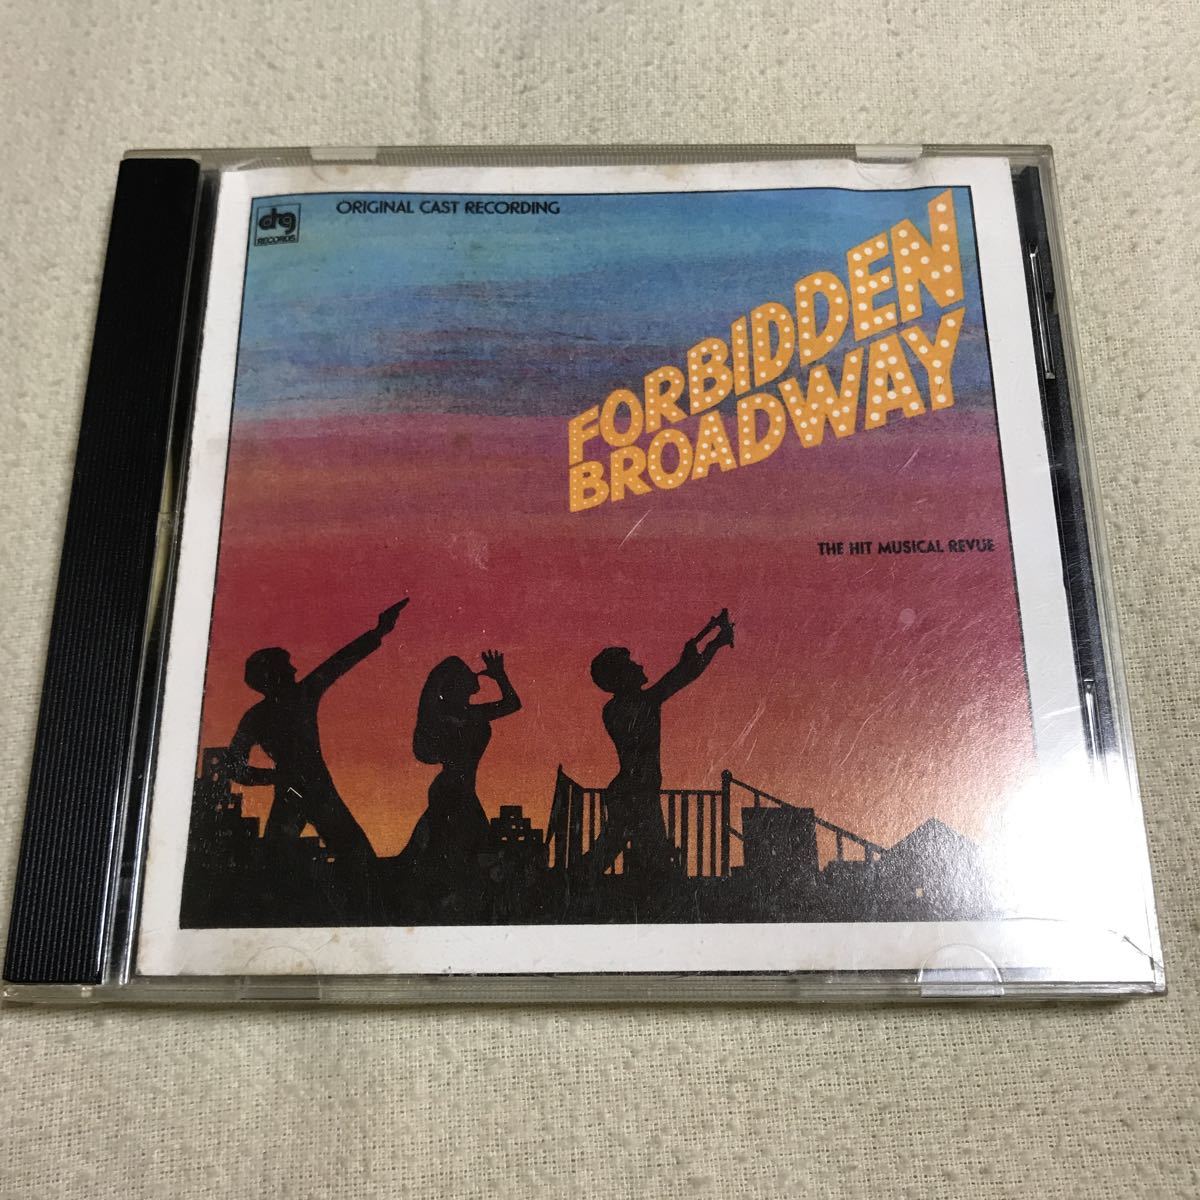 drg
RECORDS
ORIGINAL CAST RECORDING
FORBIDDEN
BROADWAY
THE HIT MUSICAL REVUE